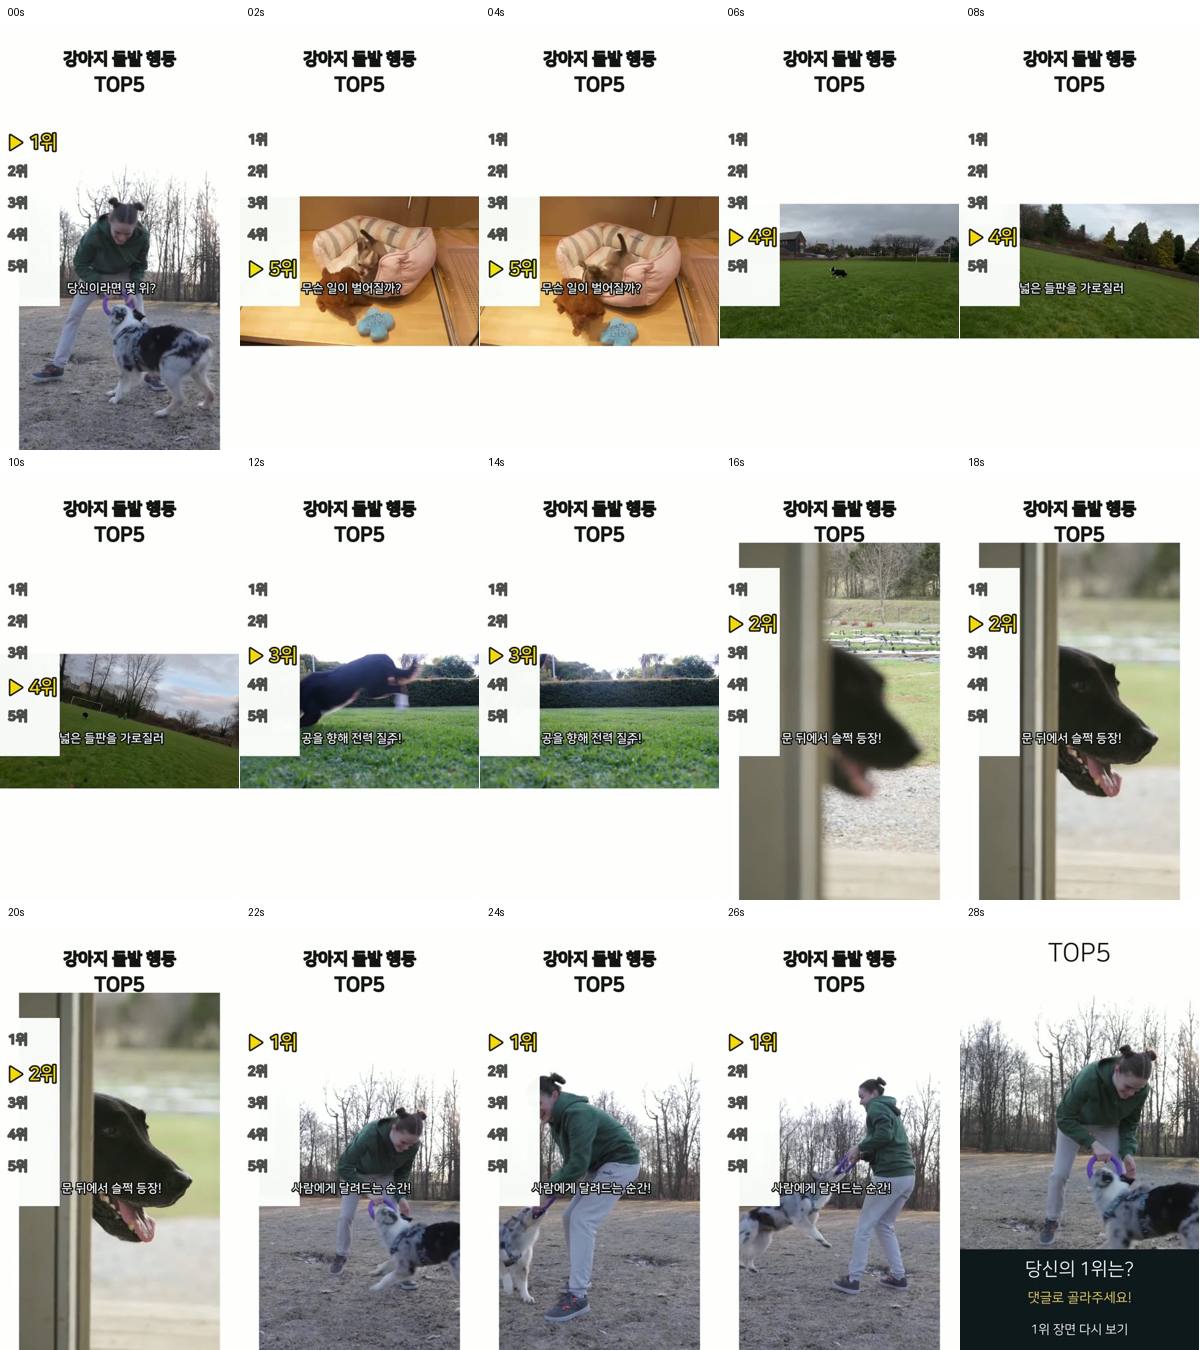 00s
02s
04s
06s
08s
강아지 돌발 행동
TOP5
강아지 돌발 행동
TOP5
강아지 돌발 행동
TOP5
강아지 돌발 행동
TOP5
강아지 돌발 행동
TOP5
▶ 1위
2위
3위
4위
5위
당신이라면 몇 위?
1위
2위
3위
4위
▶ 5위
무슨 일이 벌어질까?
1위
2위
3위
4위
▶ 5위
무슨 일이 벌어질까?
1위
2위
3위
▶ 4위
5위
1위
2위
3위
▶ 4위
5위
넓은 들판을 가로질러
10s
12s
14s
16s
18s
강아지 돌발 행동
TOP5
강아지 돌발 행동
TOP5
강아지 돌발 행동
TOP5
강아지 돌발 행동
TOP5
강아지 돌발 행동
TOP5
1위
2위
3위
▶ 4위
5위
넓은 들판을 가로질러
1위
2위
▶ 3위
4위
5위
공을 향해 전력 질주!
1위
2위
▶ 3위
4위
5위
공을 향해 전력 질주!
1위
▶ 2위
3위
4위
5위
문 뒤에서 슬쩍 등장!
1위
▶ 2위
3위
4위
5위
문 뒤에서 슬쩍 등장!
20s
22s
24s
26s
28s
강아지 돌발 행동
TOP5
강아지 돌발 행동
TOP5
강아지 돌발 행동
TOP5
강아지 돌발 행동
TOP5
TOP5
1위
▶ 2위
3위
4위
5위
문 뒤에서 슬쩍 등장!
▶ 1위
2위
3위
4위
5위
사람에게 달려드는 순간!
▶ 1위
2위
3위
4위
5위
사람에게 달려드는 순간!
▶ 1위
2위
3위
4위
5위
사람에게 달려드는 순간!
당신의 1위는?
댓글로 골라주세요!
1위 장면 다시 보기